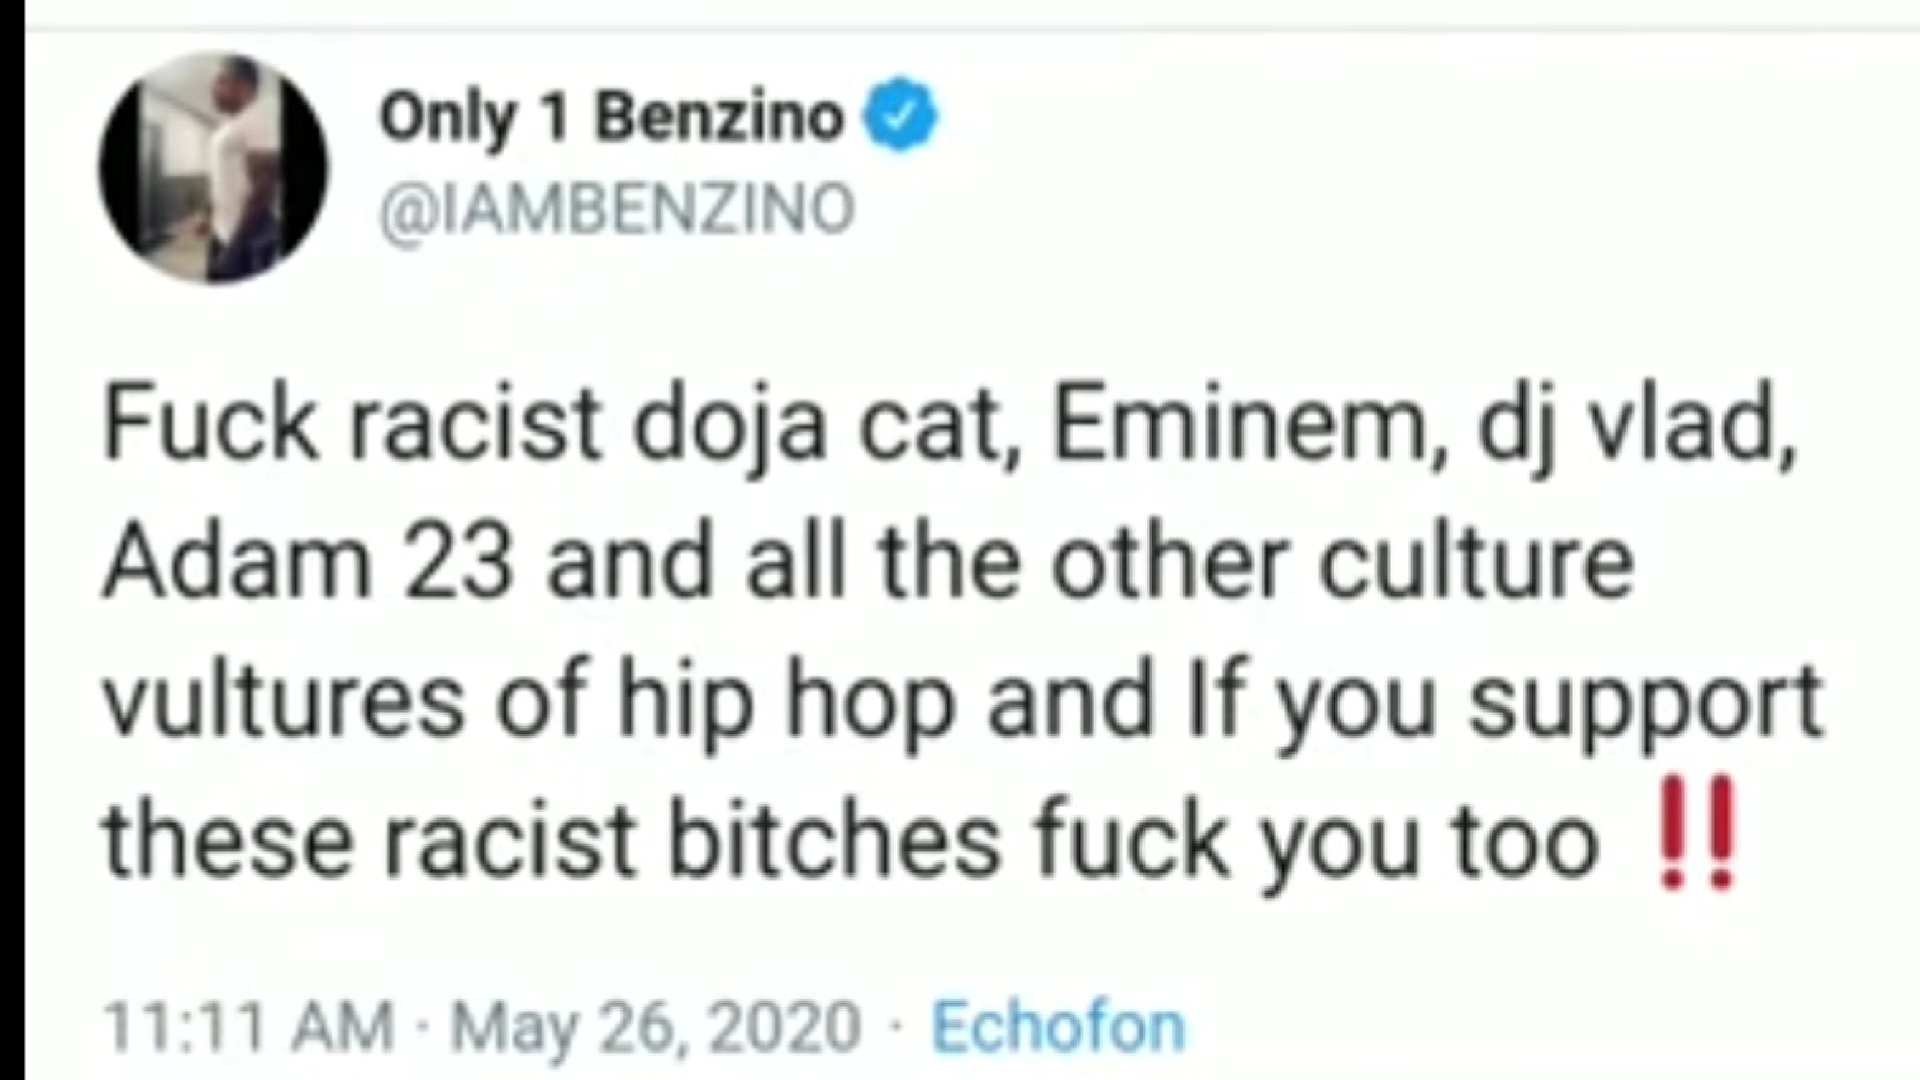 Only 1 Benzino
@IAMBENZINO
Fuck racist doja cat, Eminem, dj vlad,
Adam 23 and all the other culture
vultures of hip hop and If you support
these racist bitches fuck you too ‼️
11:11 AM · May 26, 2020 · Echofon